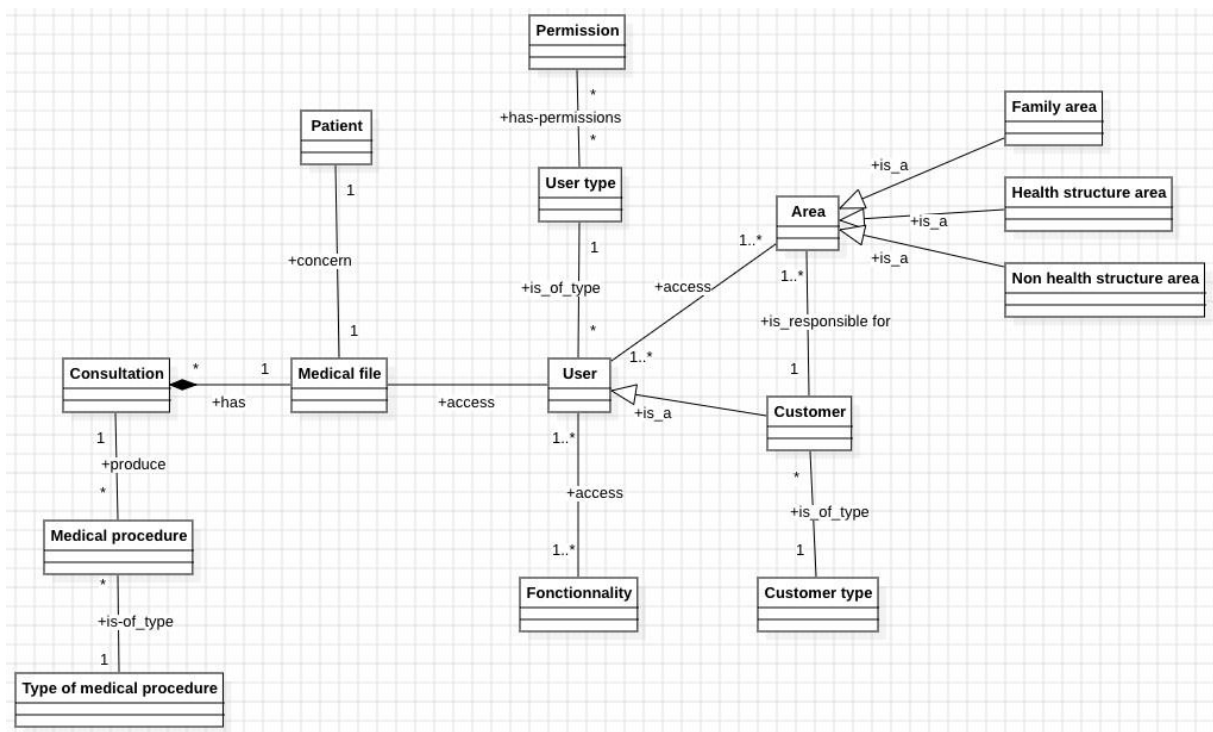 Permission
*
+has-permissions
*
User type
1
+is_of_type
*
Patient
1
+concern
1
Family area
+is_a
Health structure area
+is_a
Non health structure area
+is_a
Area
1..*
+access
1..*
1..*
+is_responsible for
1
Consultation
*
1
+has
Medical file
+access
User
+is_a
Customer
1
+produce
*
1..*
+access
1..*
*
+is_of_type
1
Medical procedure
*
+is-of_type
1
Fonctionnality
Customer type
Type of medical procedure